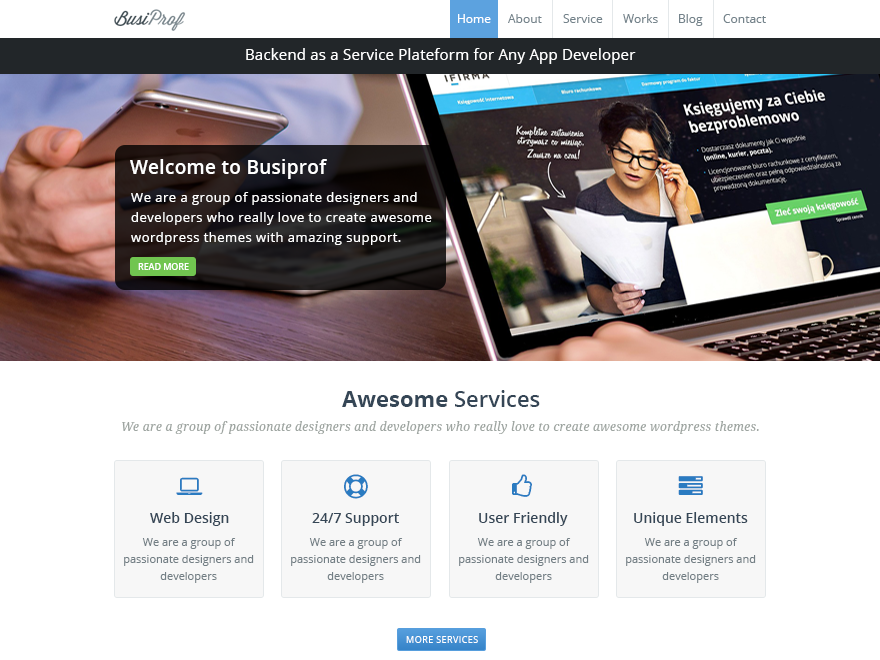 BusiProf
Home
About
Service
Works
Blog
Contact
Backend as a Service Plateform for Any App Developer
Welcome to Busiprof
We are a group of passionate designers and
developers who really love to create awesome
wordpress themes with amazing support.
READ MORE
IFIRMA
Księgowość internetowa
Biuro rachunkowe
Darmowy program do faktur
Księgujemy za Ciebie
bezproblemowo
Kompletne zestawienia
otrzymasz co miesiąc.
Zawsze na czas!
Dostarczasz dokumenty jak Ci wygodnie
(online, kurier, poczta).
Licencjonowane biuro rachunkowe z certyfikatem,
ubezpieczeniem oraz pełną odpowiedzialnością za
prowadzoną dokumentację.
Zleć swoją księgowość
Sprawdź cennik
Awesome Services
We are a group of passionate designers and developers who really love to create awesome wordpress themes.
Web Design
We are a group of
passionate designers and
developers
24/7 Support
We are a group of
passionate designers and
developers
User Friendly
We are a group of
passionate designers and
developers
Unique Elements
We are a group of
passionate designers and
developers
MORE SERVICES